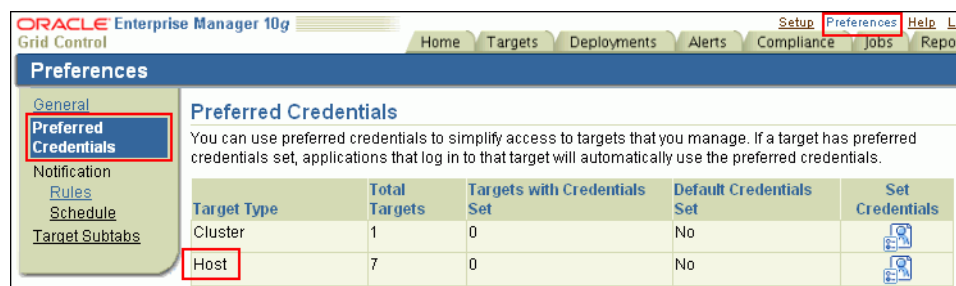 ORACLE Enterprise Manager 10g
Grid Control
Setup Preferences Help
Home Targets Deployments Alerts Compliance Jobs
Preferences
General
Preferred
Credentials
Notification
Rules
Schedule
Target Subtabs
Preferred Credentials
You can use preferred credentials to simplify access to targets that you manage. If a target has preferred
credentials set, applications that log in to that target will automatically use the preferred credentials.
Target Type Total Targets Targets with Credentials Set Default Credentials Set Set Credentials
Cluster 1 0 No
Host 7 0 No